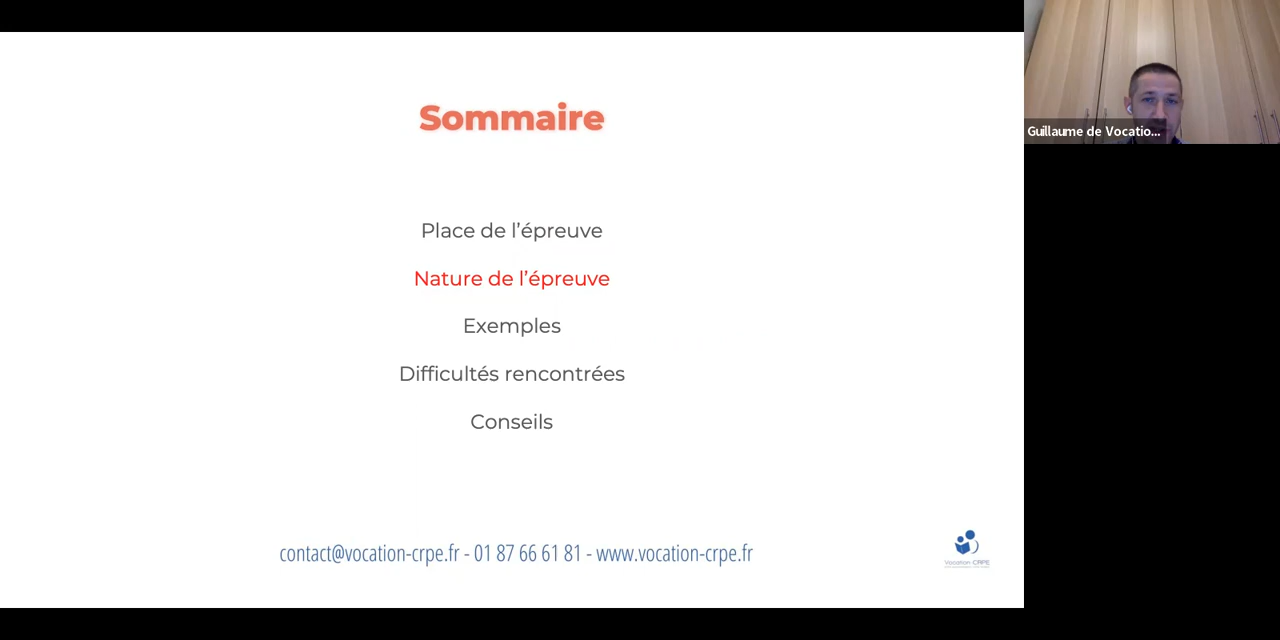 Sommaire
Place de l'épreuve
Nature de l'épreuve
Exemples
Difficultés rencontrées
Conseils
contact@vocation-crpe.fr - 01 87 66 61 81 - www.vocation-crpe.fr
Vocation CRPE
Guillaume de Vocatio...